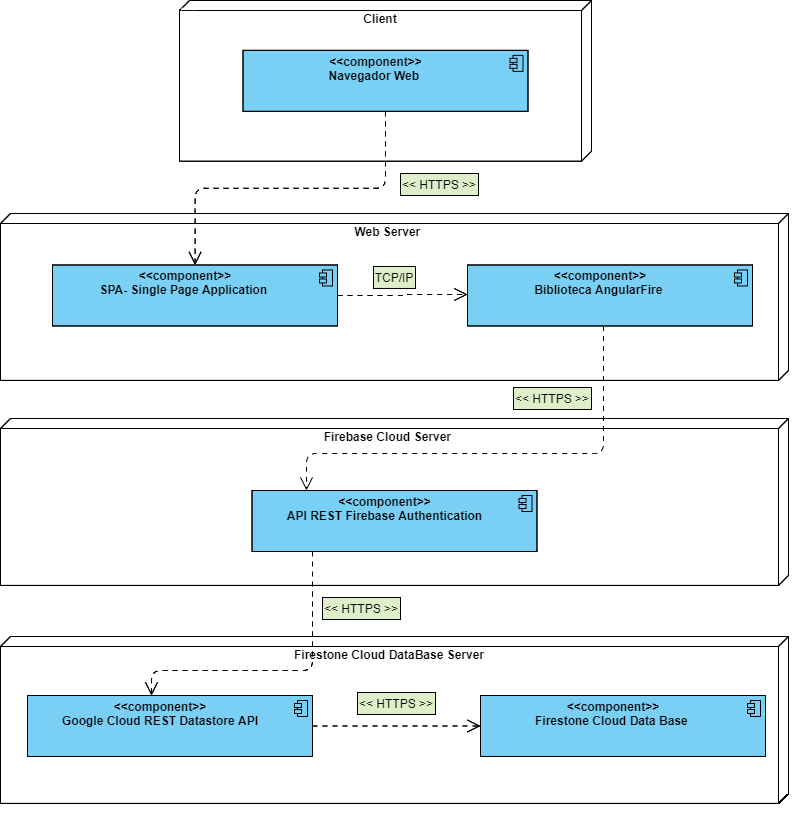 Client
<<component>>
Navegador Web
<< HTTPS >>
Web Server
<<component>>
SPA- Single Page Application
TCP/IP
<<component>>
Biblioteca AngularFire
<< HTTPS >>
Firebase Cloud Server
<<component>>
API REST Firebase Authentication
<< HTTPS >>
Firestone Cloud DataBase Server
<<component>>
Google Cloud REST Datastore API
<< HTTPS >>
<<component>>
Firestone Cloud Data Base